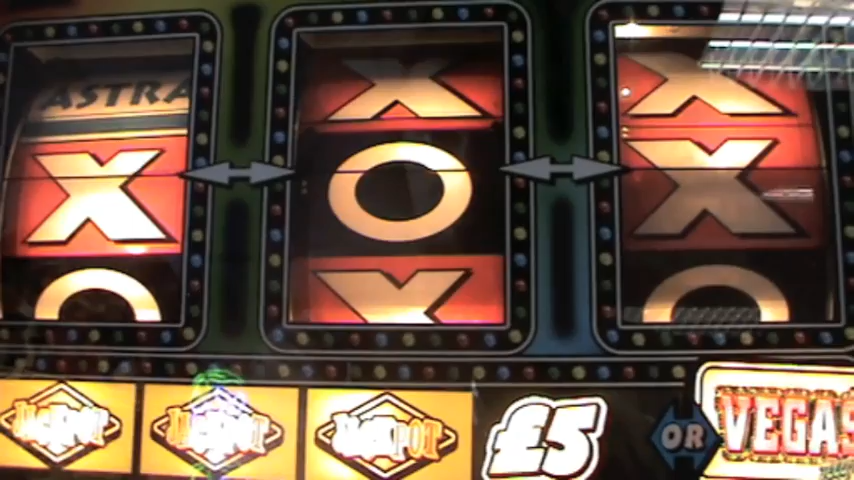 ASTRA X X
X O X
O X O
JACKPOT JACKPOT JACKPOT £5 OR VEGAS